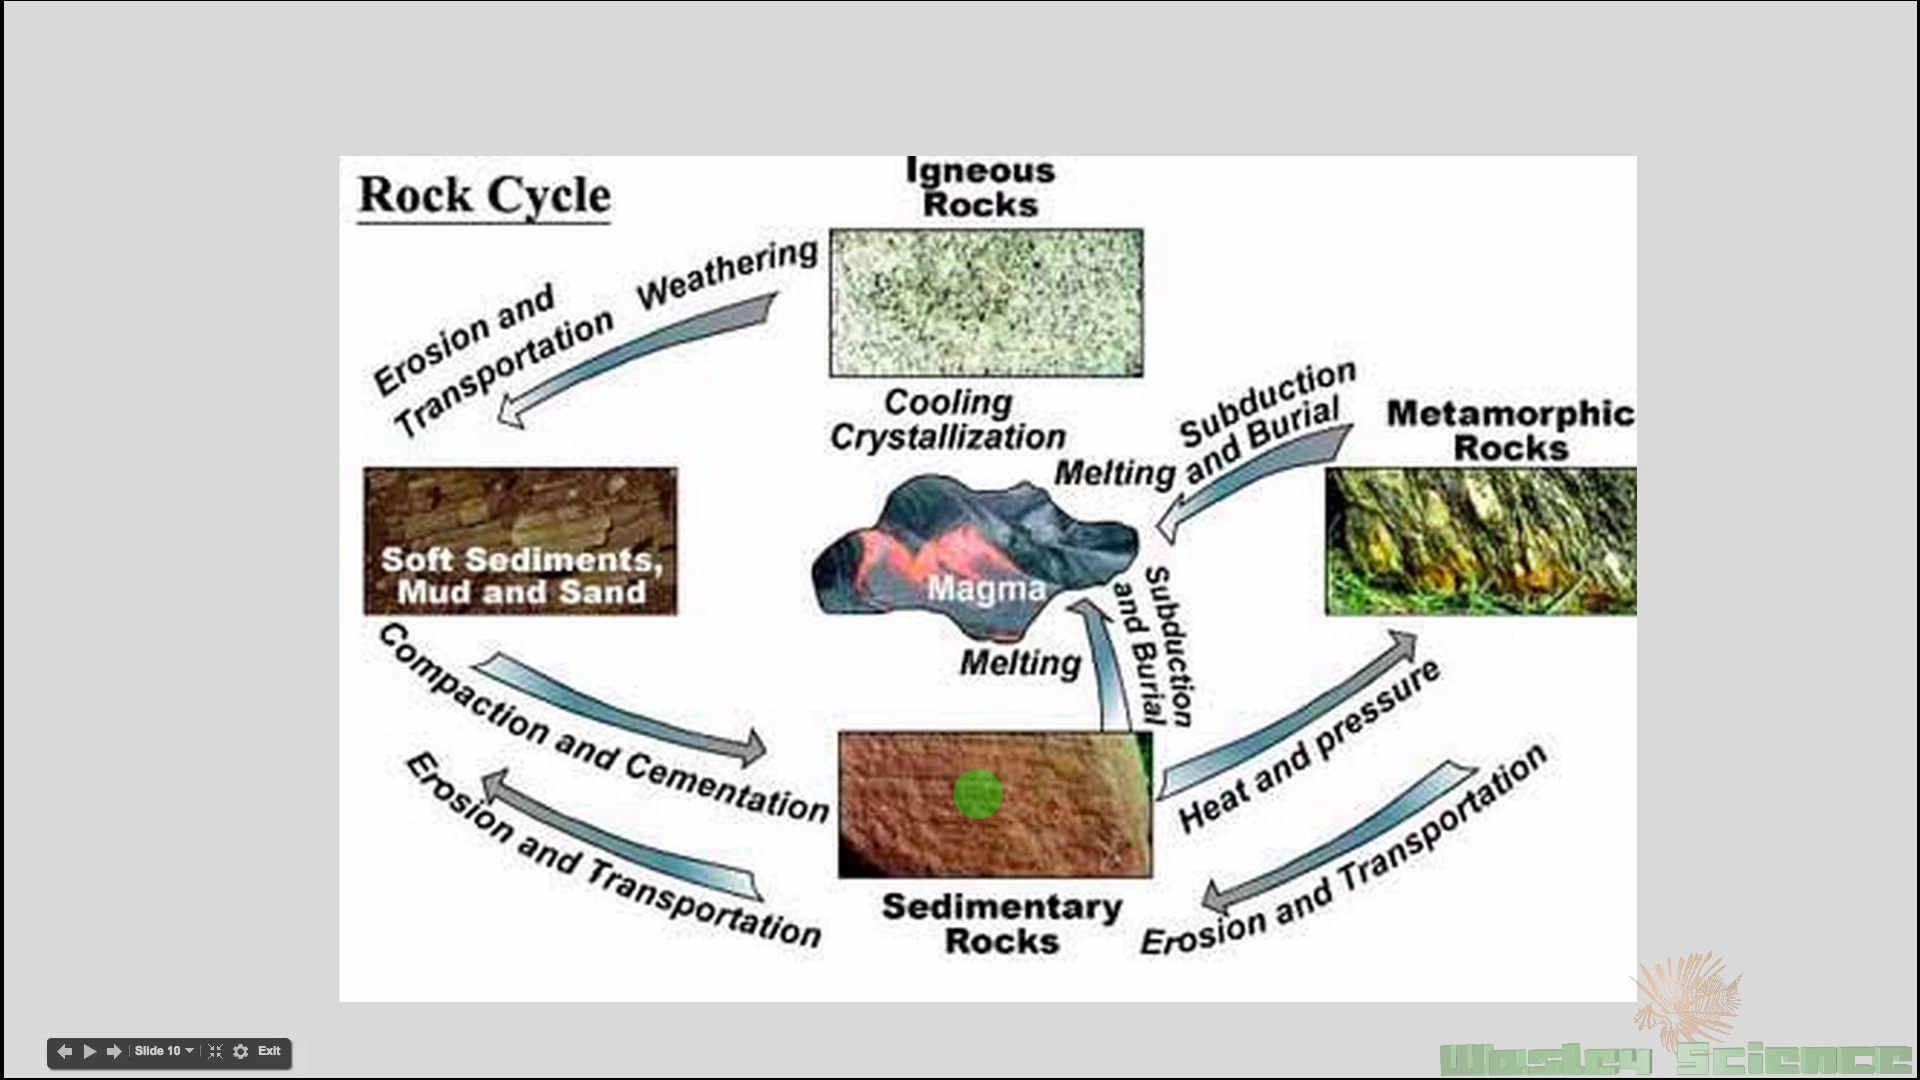 Rock Cycle
Igneous
Rocks
Weathering
Erosion and
Transportation
Cooling
Crystallization
Subduction
and Burial
Melting
Metamorphic
Rocks
Soft Sediments,
Mud and Sand
Magma
Melting
Subduction
and Burial
Compaction and Cementation
Heat and pressure
Erosion and Transportation
Sedimentary
Rocks
Erosion and Transportation
Slide 10
Exit
Wosley Science